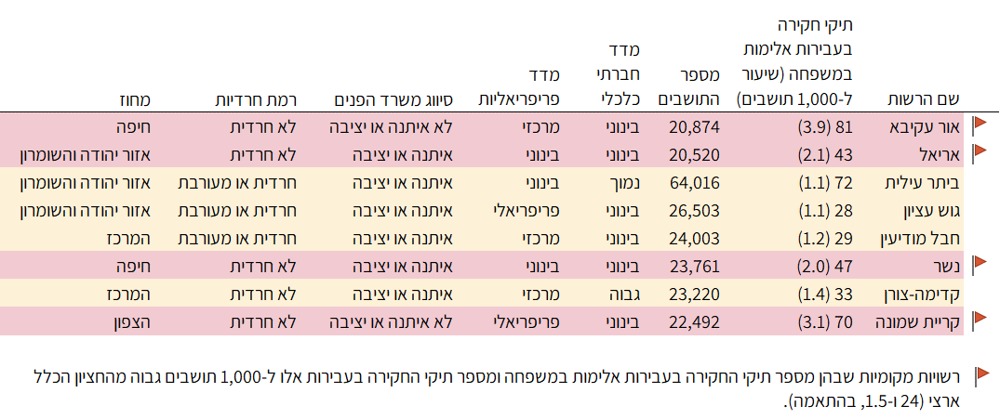 תיקי חקירה
בעבירות אלימות
במשפחה (שיעור
ל-1,000 תושבים)
מדד
חברתי
כלכלי
מספר
התושבים
מדד
פריפריאליות
שם הרשות
סיווג משרד הפנים
רמת חרדיות
מחוז
אור עקיבא 81 (3.9) 20,874 בינוני מרכזי לא איתנה או יציבה לא חרדית חיפה
אריאל 43 (2.1) 20,520 בינוני בינוני איתנה או יציבה לא חרדית אזור יהודה והשומרון
ביתר עילית 72 (1.1) 64,016 נמוך בינוני איתנה או יציבה חרדית או מעורבת אזור יהודה והשומרון
גוש עציון 28 (1.1) 26,503 בינוני פריפריאלי איתנה או יציבה חרדית או מעורבת אזור יהודה והשומרון
חבל מודיעין 29 (1.2) 24,003 בינוני מרכזי איתנה או יציבה חרדית או מעורבת המרכז
נשר 47 (2.0) 23,761 בינוני בינוני איתנה או יציבה לא חרדית חיפה
קדימה-צורן 33 (1.4) 23,220 גבוה מרכזי איתנה או יציבה לא חרדית המרכז
קריית שמונה 70 (3.1) 22,492 בינוני פריפריאלי לא איתנה או יציבה לא חרדית הצפון
רשויות מקומיות שבהן מספר תיקי החקירה בעבירות אלימות במשפחה ומספר תיקי החקירה בעבירות אלו ל-1,000 תושבים גבוה מהחציון הכלל
ארצי (24 ו-1.5, בהתאמה).